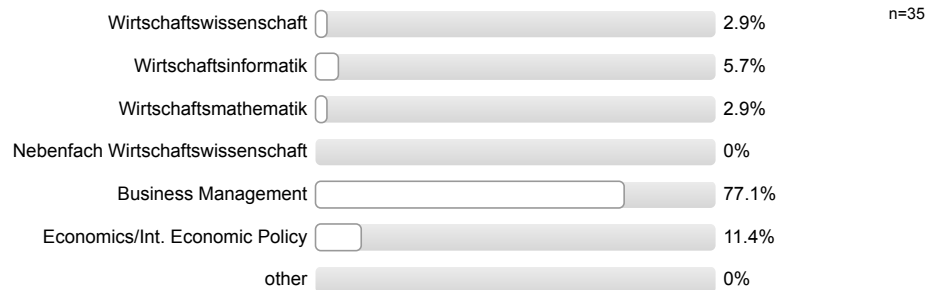 Wirtschaftswissenschaft 2.9% n=35
Wirtschaftsinformatik 5.7%
Wirtschaftsmathematik 2.9%
Nebenfach Wirtschaftswissenschaft 0%
Business Management 77.1%
Economics/Int. Economic Policy 11.4%
other 0%